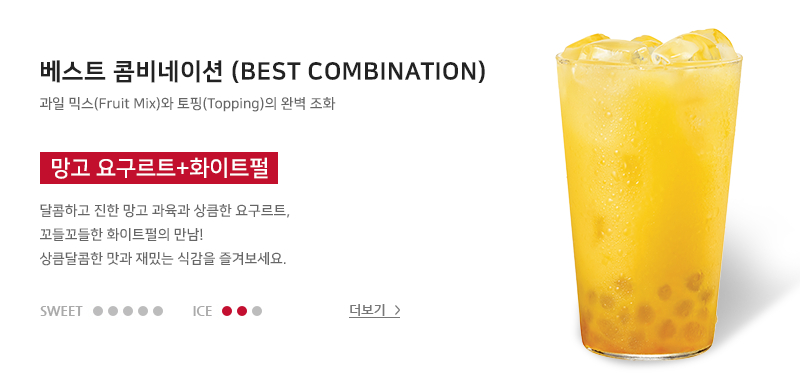 베스트 콤비네이션 (BEST COMBINATION)
과일 믹스(Fruit Mix)와 토핑(Topping)의 완벽 조화
망고 요구르트+화이트펄
달콤하고 진한 망고 과육과 상큼한 요구르트,
꼬들꼬들한 화이트펄의 만남!
상큼달콤한 맛과 재밌는 식감을 즐겨보세요.
SWEET ICE 더보기 >